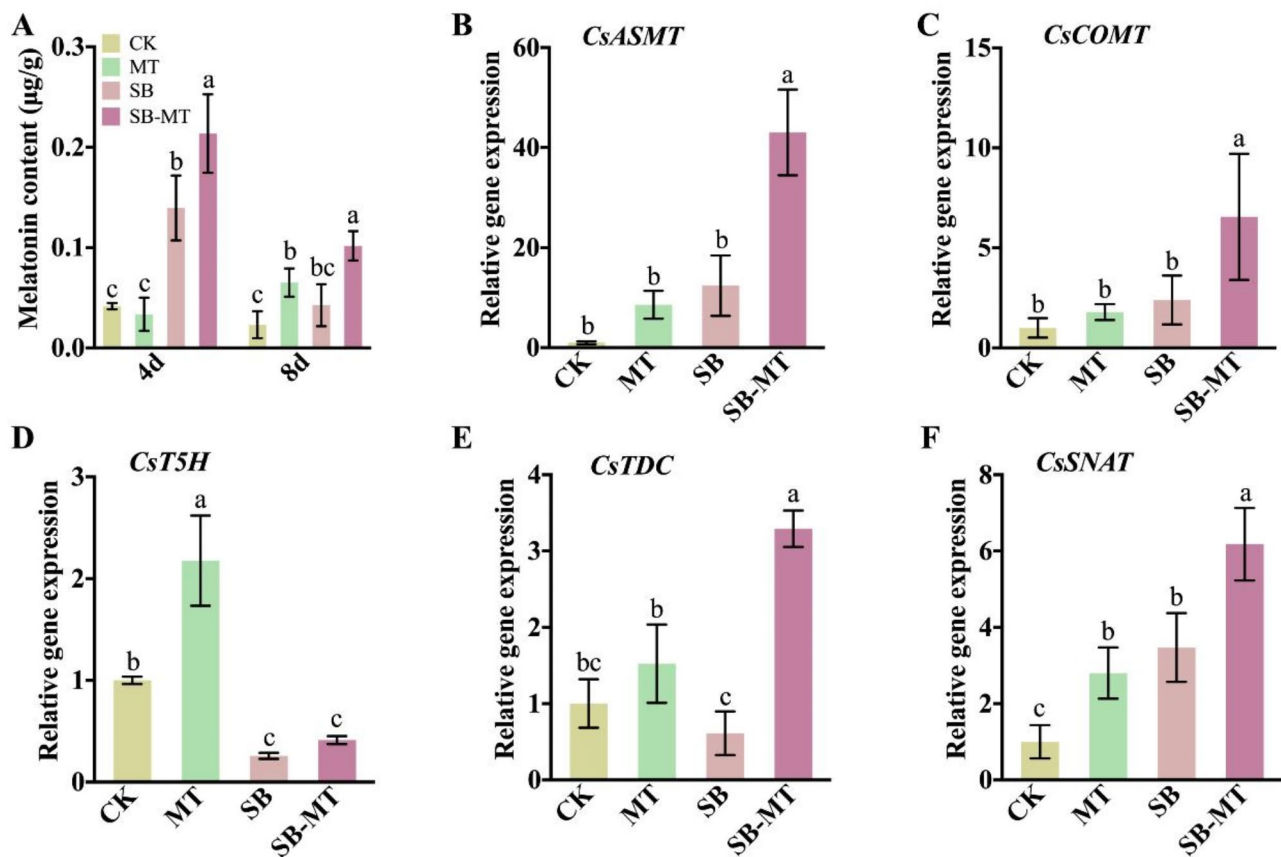 A
Melatonin content (µg/g)
0.3
0.2
0.1
0.0
CK
MT
SB
SB-MT
c
c
b
a
c
b
bc
a
4d
8d
B
CsASMT
Relative gene expression
60
40
20
0
b
b
b
a
CK
MT
SB
SB-MT
C
CsCOMT
Relative gene expression
15
10
5
0
b
b
b
a
CK
MT
SB
SB-MT
D
CsT5H
Relative gene expression
3
2
1
0
b
a
c
c
CK
MT
SB
SB-MT
E
CsTDC
Relative gene expression
4
3
2
1
0
bc
b
c
a
CK
MT
SB
SB-MT
F
CsSNAT
Relative gene expression
8
6
4
2
0
c
b
b
a
CK
MT
SB
SB-MT